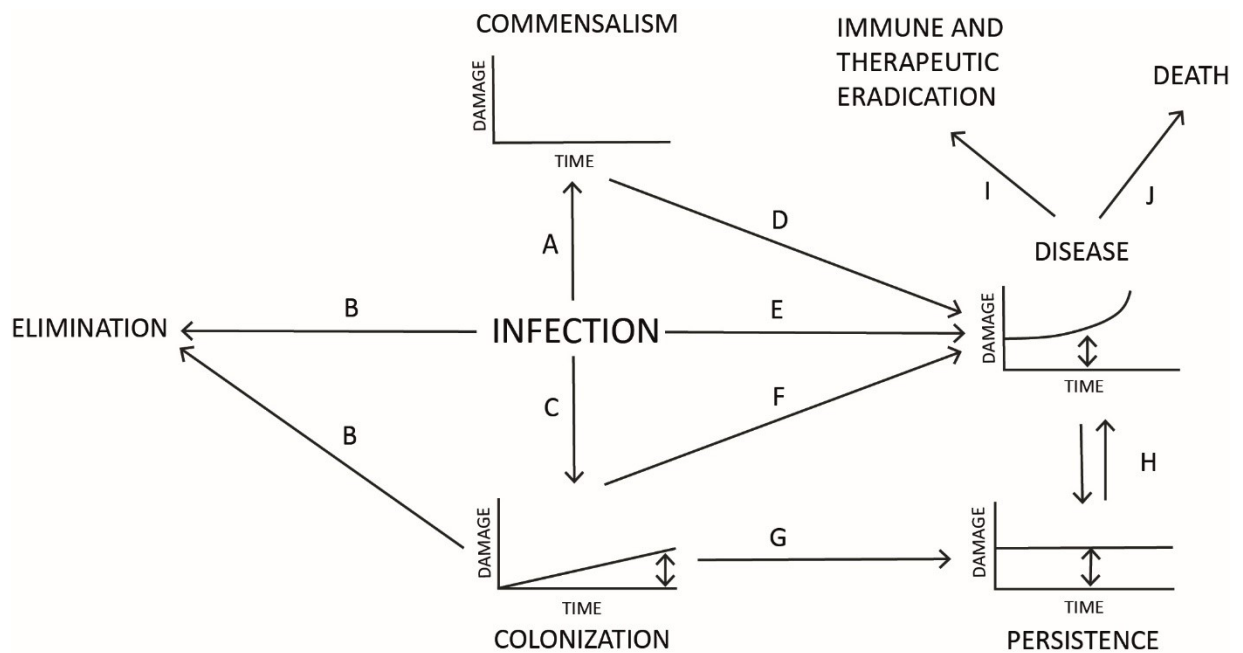 COMMENSALISM
DAMAGE
TIME
IMMUNE AND
THERAPEUTIC
ERADICATION
DEATH
I
J
D
A
DISEASE
DAMAGE
TIME
ELIMINATION
B
INFECTION
E
C
F
B
H
DAMAGE
TIME
COLONIZATION
G
DAMAGE
TIME
PERSISTENCE